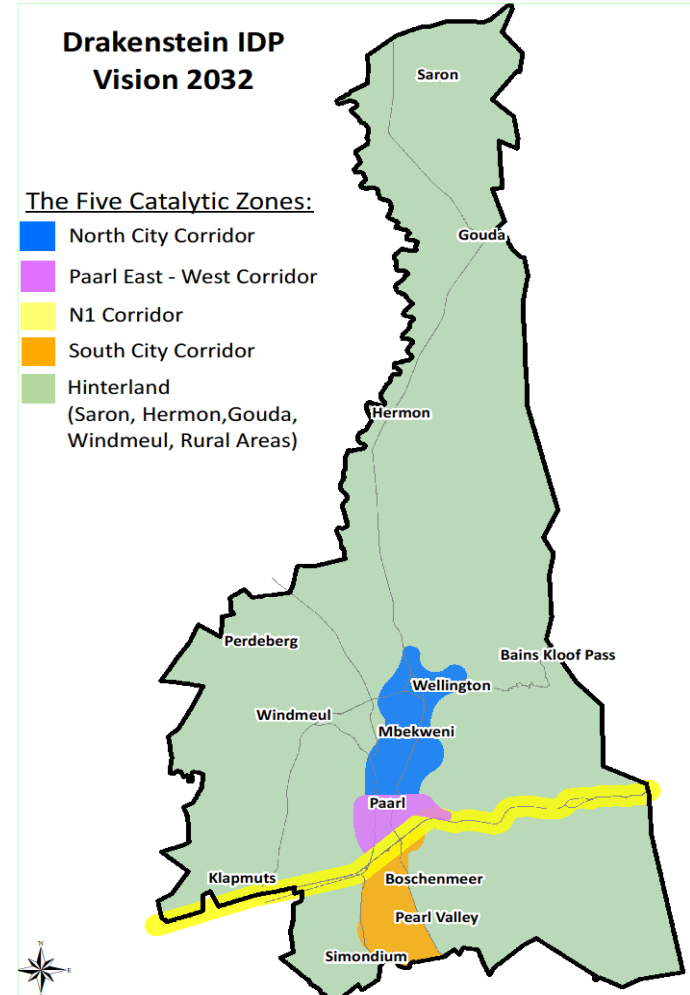 Drakenstein IDP
Vision 2032
The Five Catalytic Zones:
North City Corridor
Paarl East - West Corridor
N1 Corridor
South City Corridor
Hinterland
(Saron, Hermon,Gouda,
Windmeul, Rural Areas)
Saron
Gouda
Hermon
Perdeberg
Bains Kloof Pass
Wellington
Windmeul
Mbekweni
Paarl
Klapmuts
Boschenmeer
Pearl Valley
Simondium
N
E
S